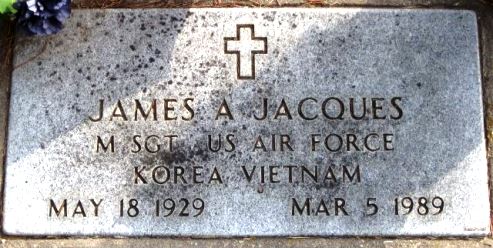 JAMES A JACQUES
M SGT US AIR FORCE
KOREA VIETNAM
MAY 18 1929 MAR 5 1989